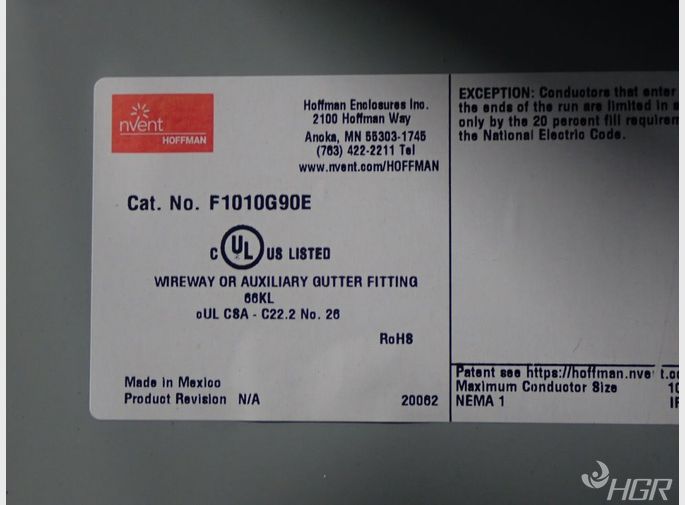 nvent
HOFFMAN
Hoffman Enclosures Inc.
2100 Hoffman Way
Anoka, MN 55303-1745
(763) 422-2211 Tel
www.nvent.com/HOFFMAN
Cat. No. F1010G90E
C UL US LISTED
WIREWAY OR AUXILIARY GUTTER FITTING
66KL
cUL CSA - C22.2 No. 26
RoHS
Made in Mexico
Product Revision N/A
20062
EXCEPTION: Conductors that enter
the ends of the run are limited in
only by the 20 percent fill
the National Electric Code.
Patent see https://hoffman.nvent.co
Maximum Conductor Size 10
NEMA 1
HGR